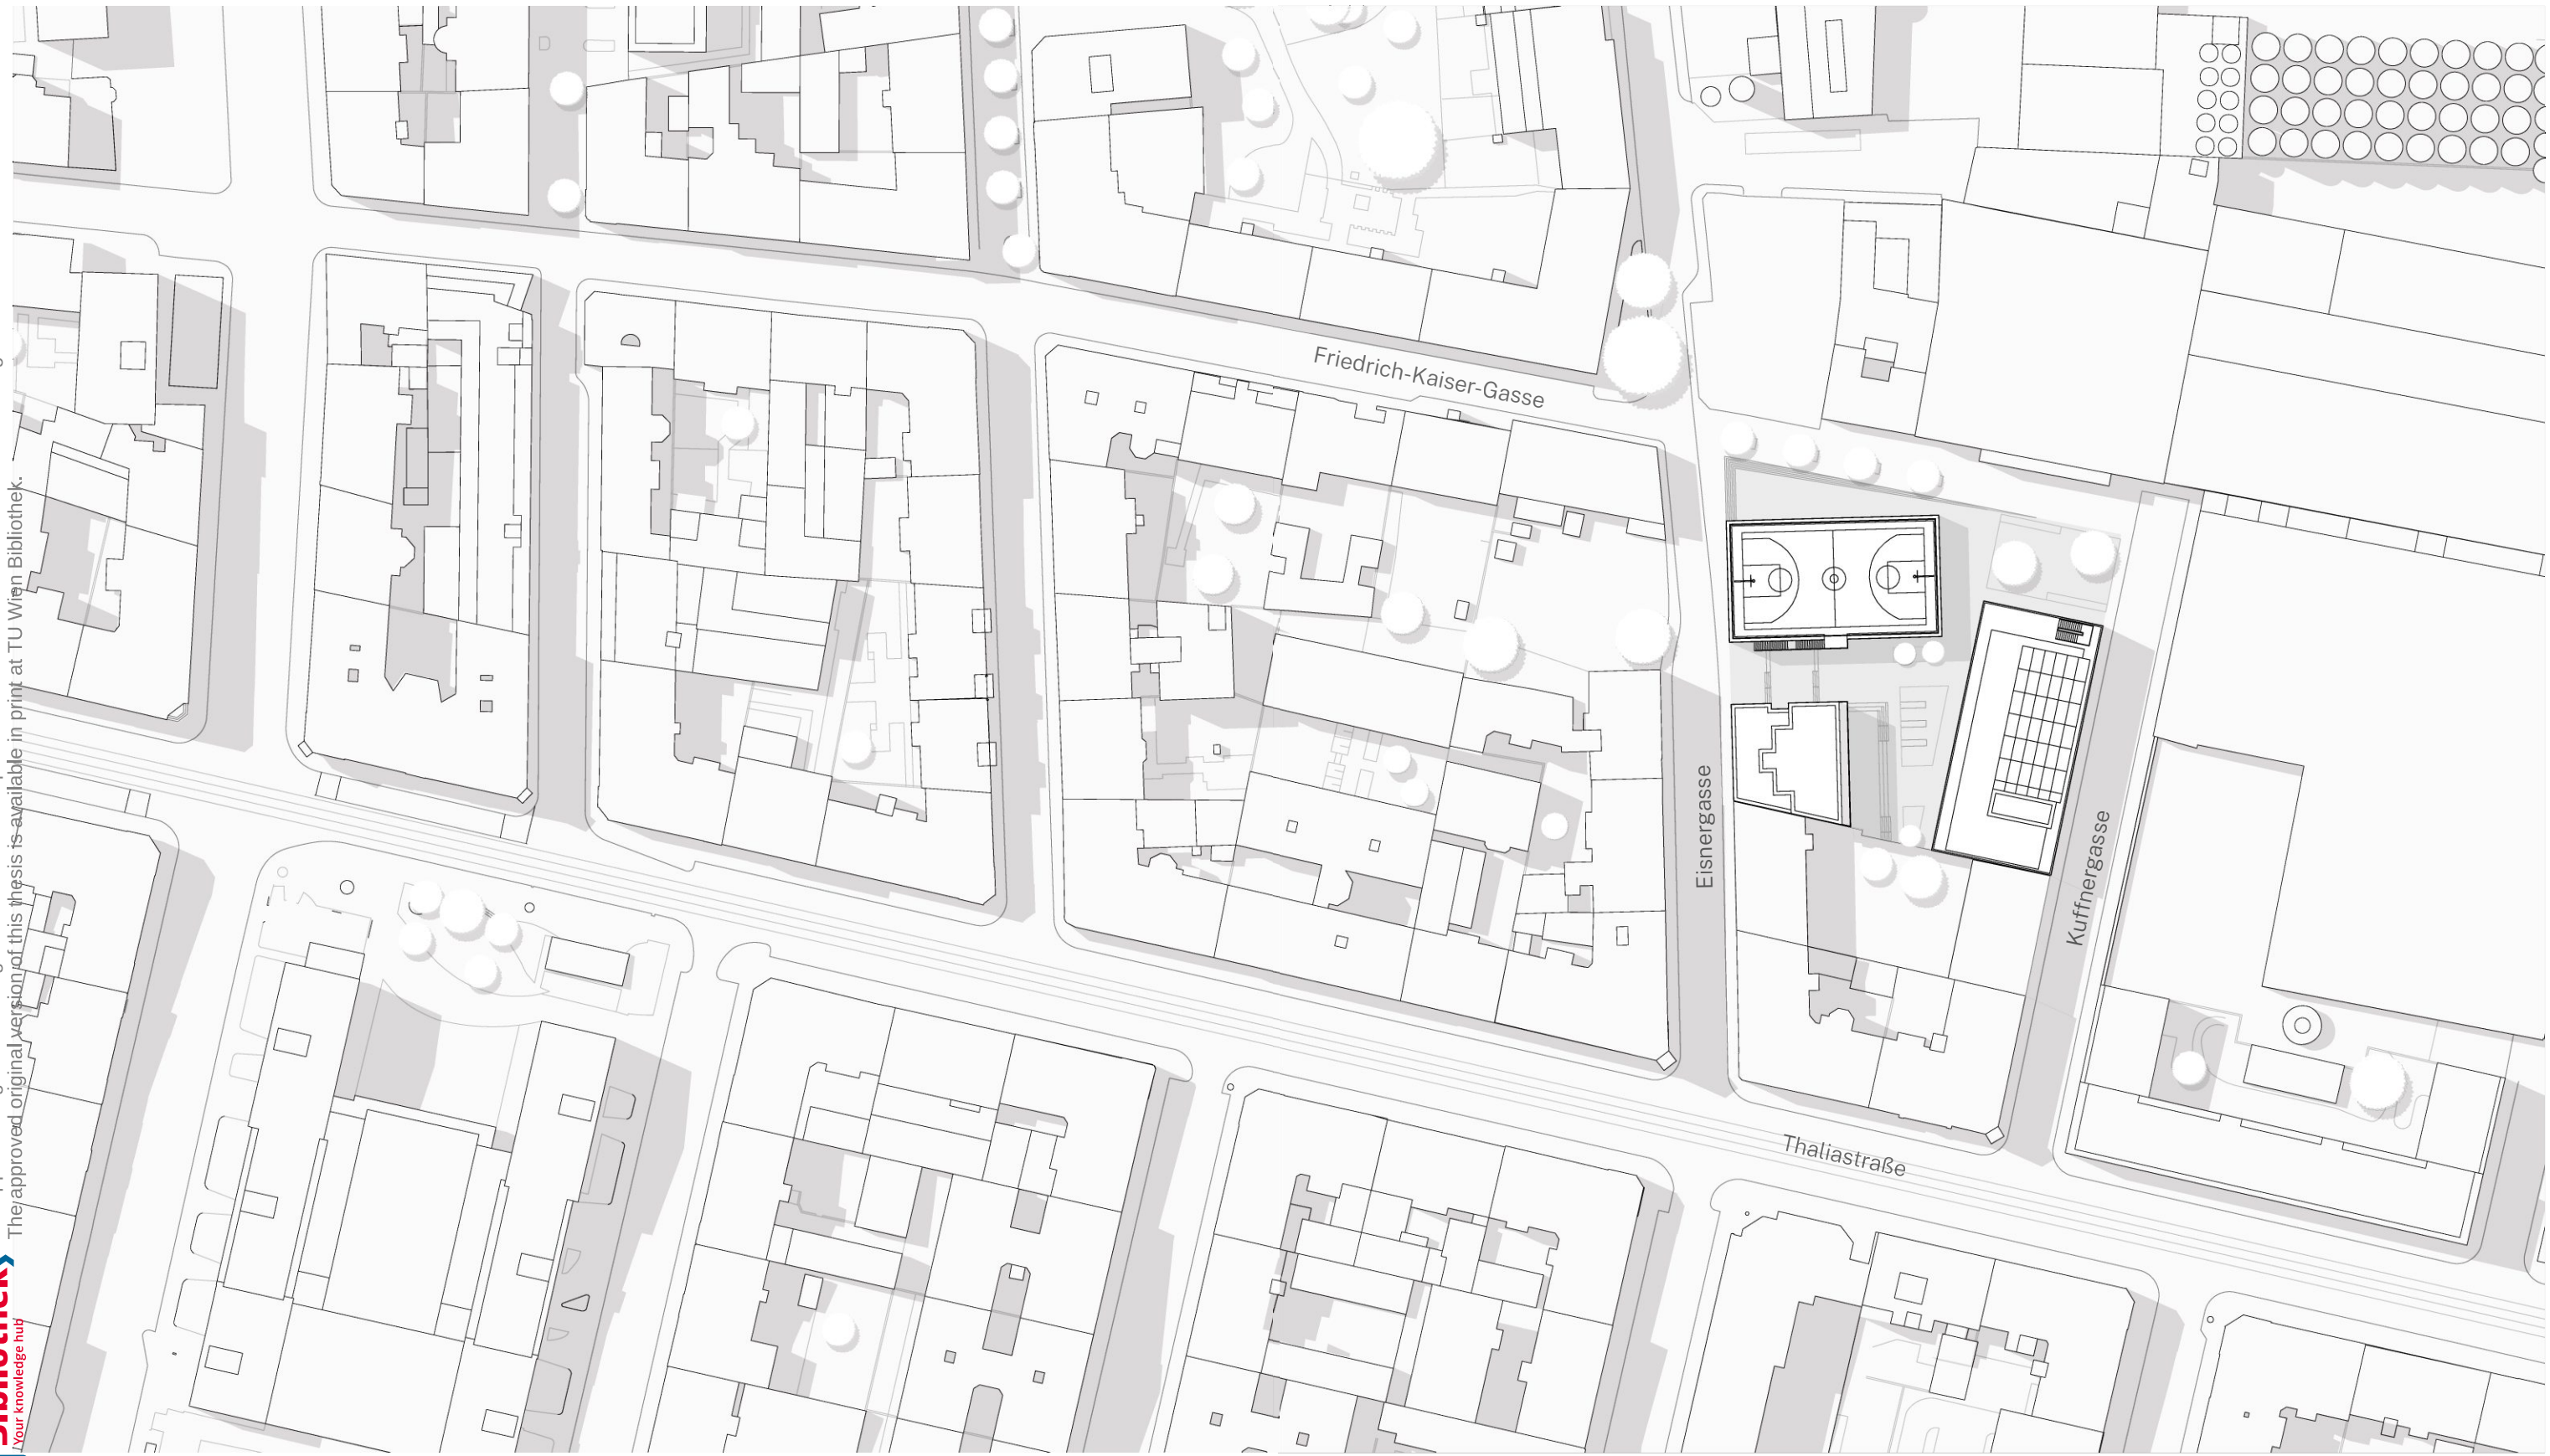 Friedrich-Kaiser-Gasse
Eisnergasse
Kuffnergasse
Thaliastraße
The approved original version of this thesis is available in print at TU Wien Bibliothek.
Your knowledge hub